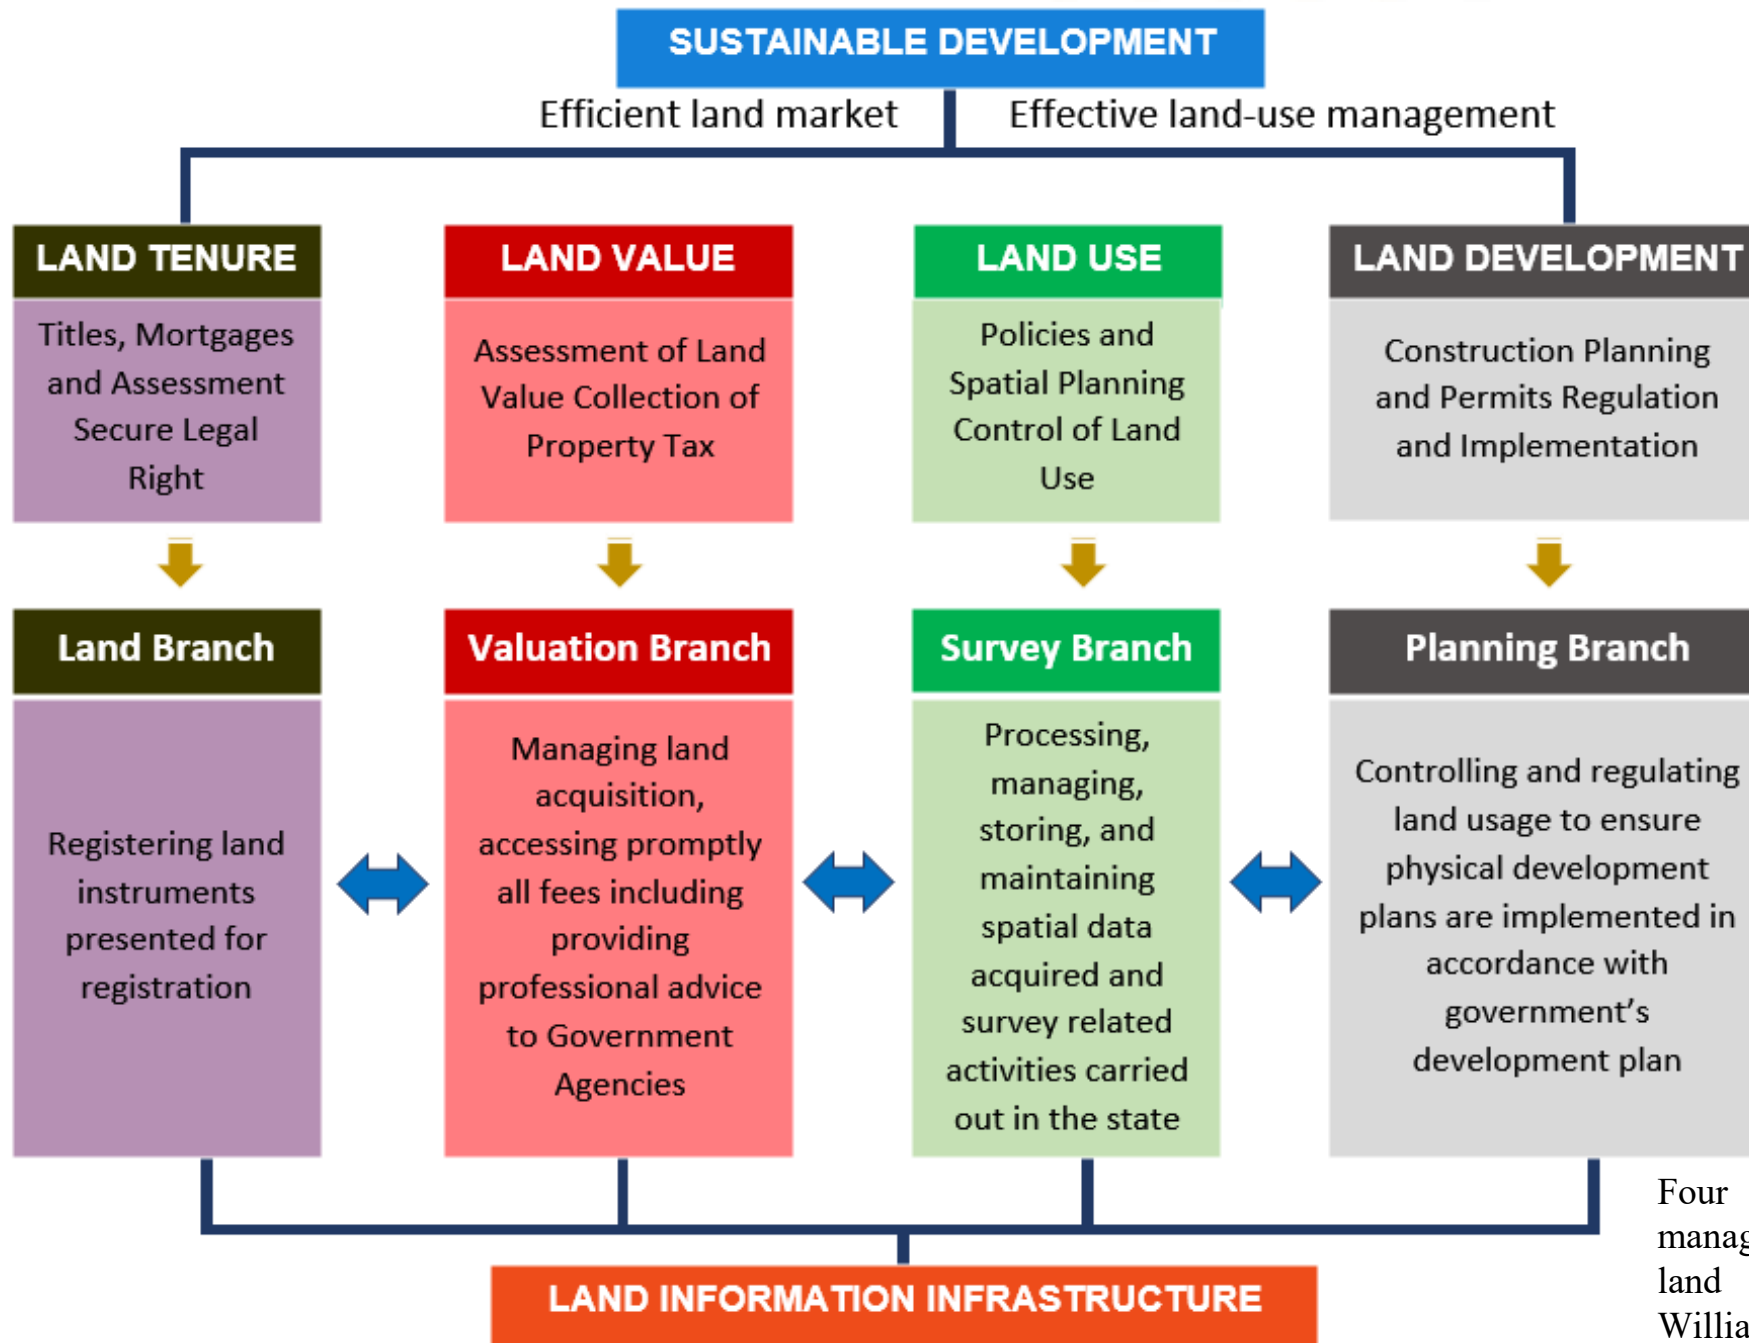 SUSTAINABLE DEVELOPMENT
Efficient land market
Effective land-use management
LAND TENURE
Titles, Mortgages
and Assessment
Secure Legal
Right
LAND VALUE
Assessment of Land
Value Collection of
Property Tax
LAND USE
Policies and
Spatial Planning
Control of Land
Use
LAND DEVELOPMENT
Construction Planning
and Permits Regulation
and Implementation
Land Branch
Registering land
instruments
presented for
registration
Valuation Branch
Managing land
acquisition,
accessing promptly
all fees including
providing
professional advice
to Government
Agencies
Survey Branch
Processing,
managing,
storing, and
maintaining
spatial data
acquired and
survey related
activities carried
out in the state
Planning Branch
Controlling and regulating
land usage to ensure
physical development
plans are implemented in
accordance with
government’s
development plan
LAND INFORMATION INFRASTRUCTURE
Four
land